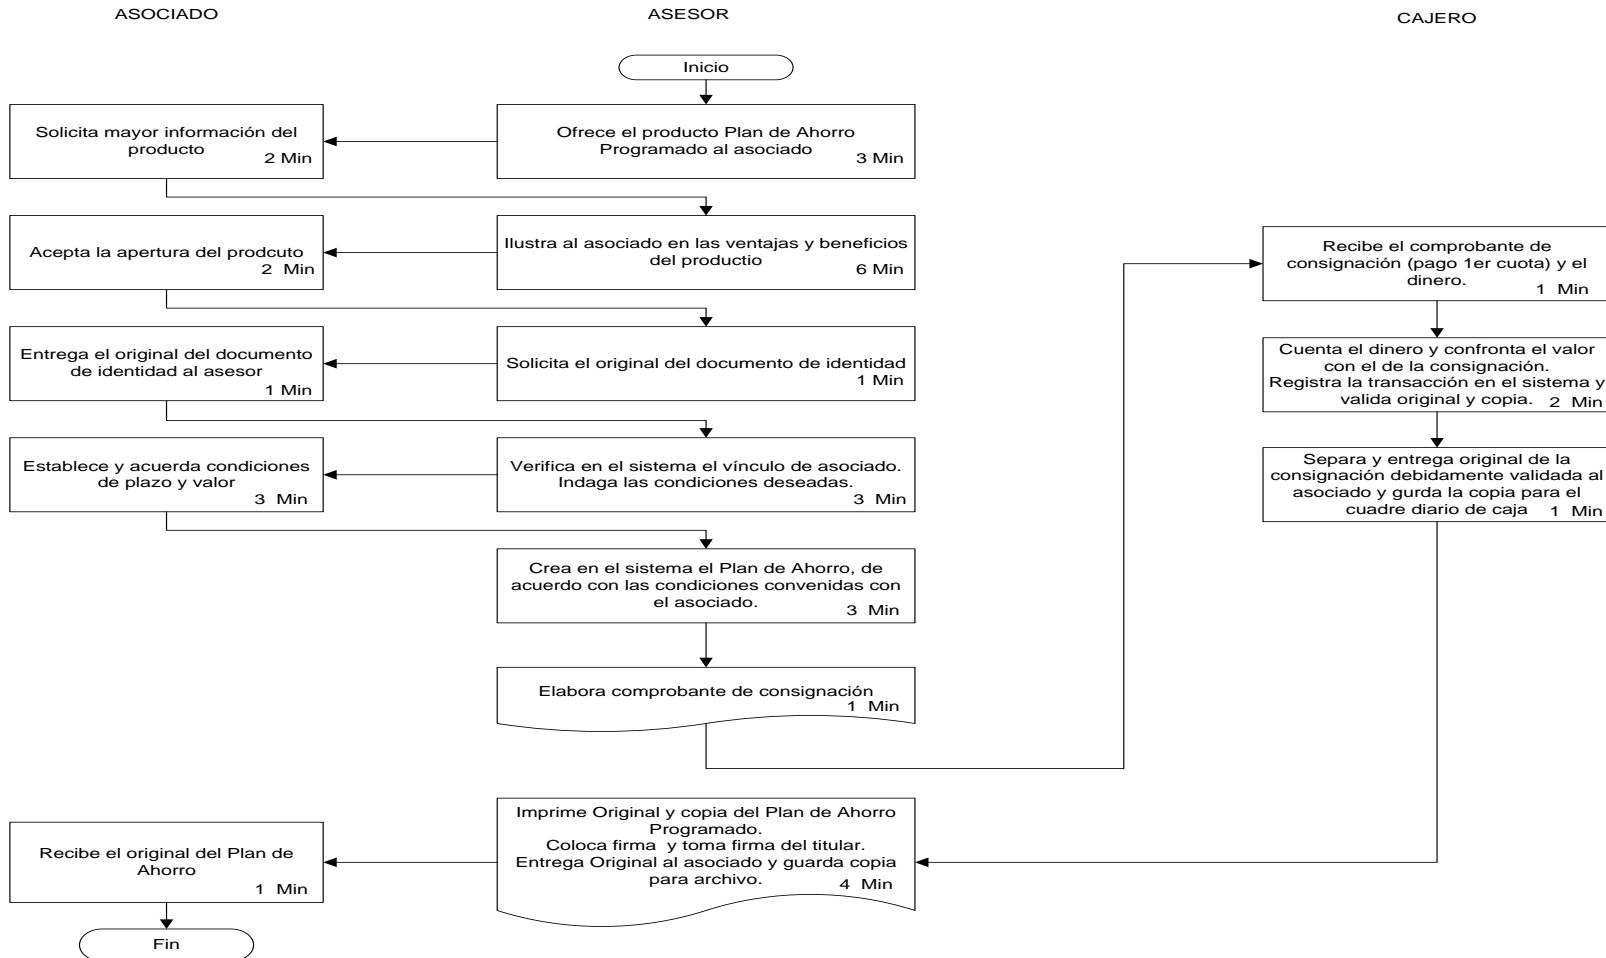 ASOCIADO
ASESOR
CAJERO
Inicio
Ofrece el producto Plan de Ahorro
Programado al asociado
3 Min
Solicita mayor información del
producto
2 Min
Ilustra al asociado en las ventajas y beneficios
del productio
6 Min
Acepta la apertura del prodcuto
2 Min
Solicita el original del documento de identidad
1 Min
Entrega el original del documento
de identidad al asesor
1 Min
Verifica en el sistema el vínculo de asociado.
Indaga las condiciones deseadas.
3 Min
Establece y acuerda condiciones
de plazo y valor
3 Min
Crea en el sistema el Plan de Ahorro, de
acuerdo con las condiciones convenidas con
el asociado.
3 Min
Elabora comprobante de consignación
1 Min
Recibe el comprobante de
consignación (pago 1er cuota) y el
dinero.
1 Min
Cuenta el dinero y confronta el valor
con el de la consignación.
Registra la transacción en el sistema y
valida original y copia.
2 Min
Separa y entrega original de la
consignación debidamente validada al
asociado y gurda la copia para el
cuadre diario de caja
1 Min
Imprime Original y copia del Plan de Ahorro
Programado.
Coloca firma y toma firma del titular.
Entrega Original al asociado y guarda copia
para archivo.
4 Min
Recibe el original del Plan de
Ahorro
1 Min
Fin